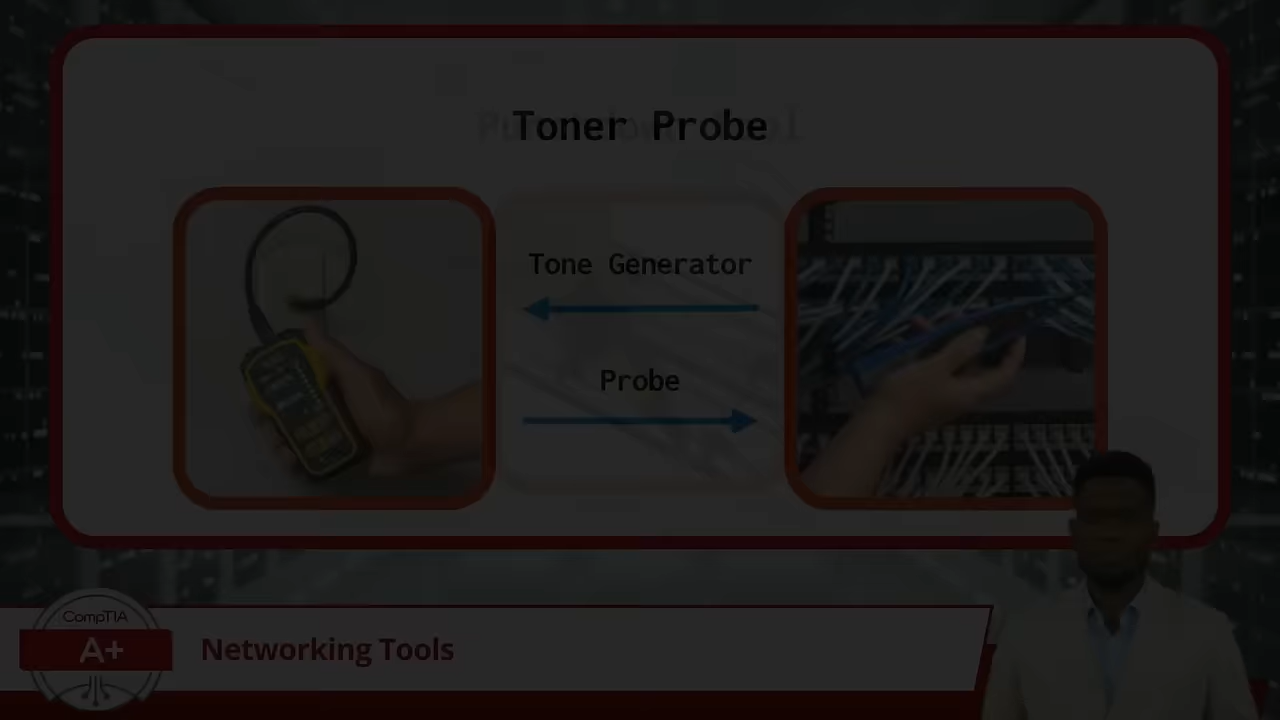 Toner Probe
Tone Generator
Probe
CompTIA
A+
Networking Tools